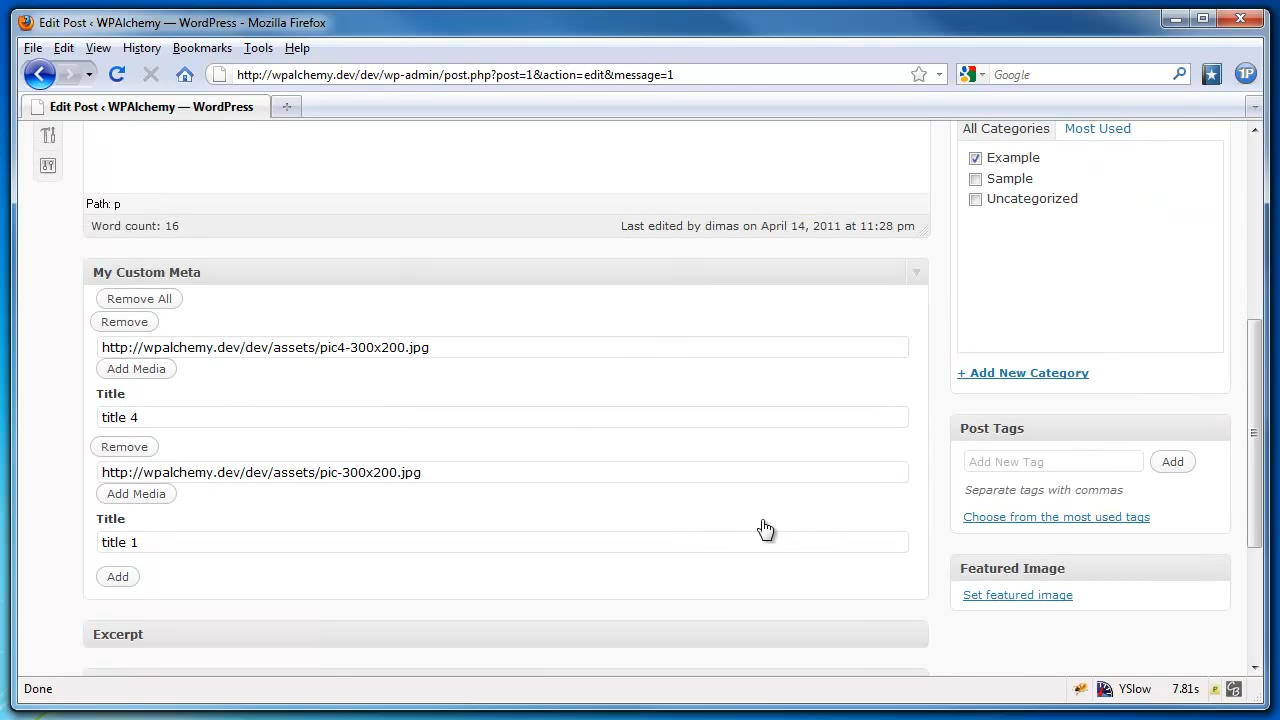 Edit Post ‹ WPAlchemy — WordPress - Mozilla Firefox
File Edit View History Bookmarks Tools Help
http://wpalchemy.dev/dev/wp-admin/post.php?post=1&action=edit&message=1
Google
1P
Edit Post ‹ WPAlchemy — WordPress
All Categories Most Used
Example
Sample
Uncategorized
+ Add New Category
Path: p
Word count: 16 Last edited by dimas on April 14, 2011 at 11:28 pm
My Custom Meta
Remove All
Remove
http://wpalchemy.dev/dev/assets/pic4-300x200.jpg
Add Media
Title
title 4
Remove
http://wpalchemy.dev/dev/assets/pic-300x200.jpg
Add Media
Title
title 1
Add
Excerpt
Post Tags
Add New Tag Add
Separate tags with commas
Choose from the most used tags
Featured Image
Set featured image
Done YSlow 7.81s P